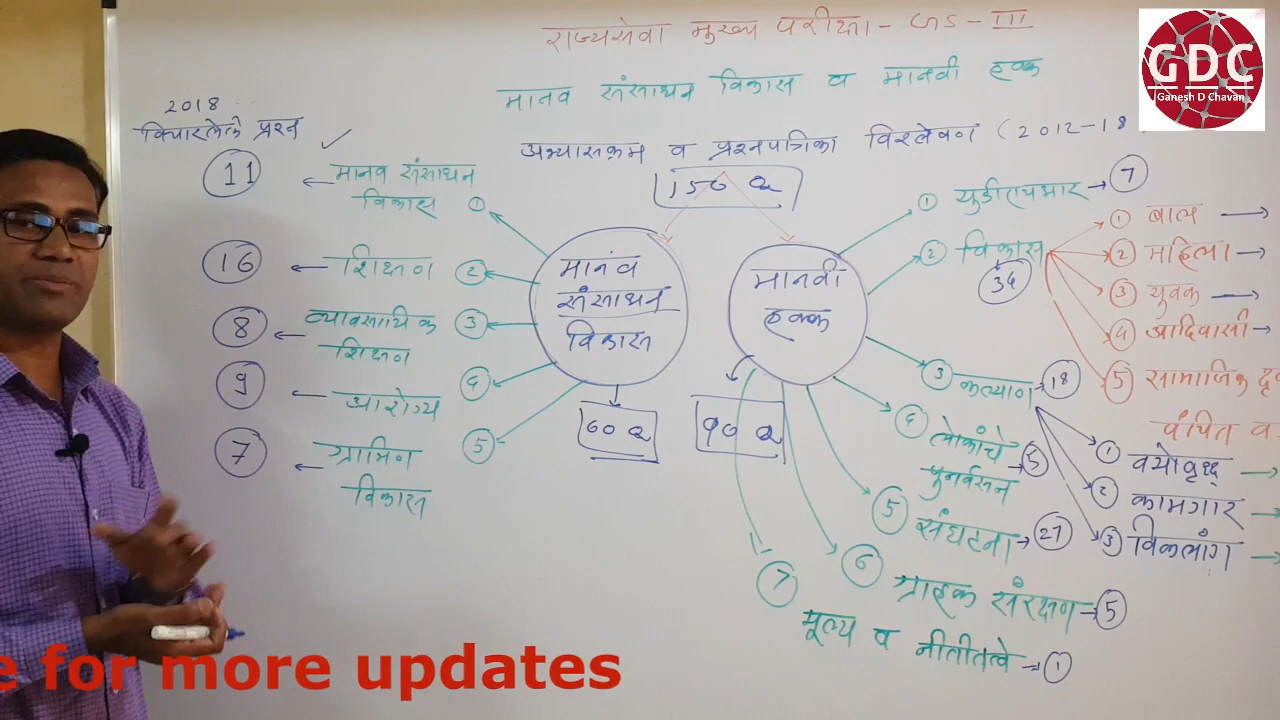 राज्यसेवा मुख्य परीक्षा - GS - III
मानव संसाधन विकास व मानवी हक्क
अभ्यासक्रम व प्रश्नपत्रिका विश्लेषण (2012-18)
GDC
Ganesh D Chavan
2018
विचारलेले प्रश्न
150 Q
मानव
संसाधन
विकास
60 Q
11 ← मानव संसाधन
विकास 1
16 ← शिक्षण 2
8 ← व्यावसायिक 3
शिक्षण
9 ← आरोग्य 4
7 ← ग्रामिण 5
विकास
मानवी
हक्क
90 Q
1 युडीएचआर → 7
2 विकास
1 बाल →
2 महिला →
3 युवक →
4 आदिवासी →
5 सामाजिक
वंचित व
3 कल्याण → 18
1 वयोवृध्द →
2 कामगार →
3 विकलांग →
4 लोकांचे
पुनर्वसन → 5
5 संघटना → 27
6 ग्राहक संरक्षण → 5
7 मूल्य व नीतीतत्वे → 1
e for more updates